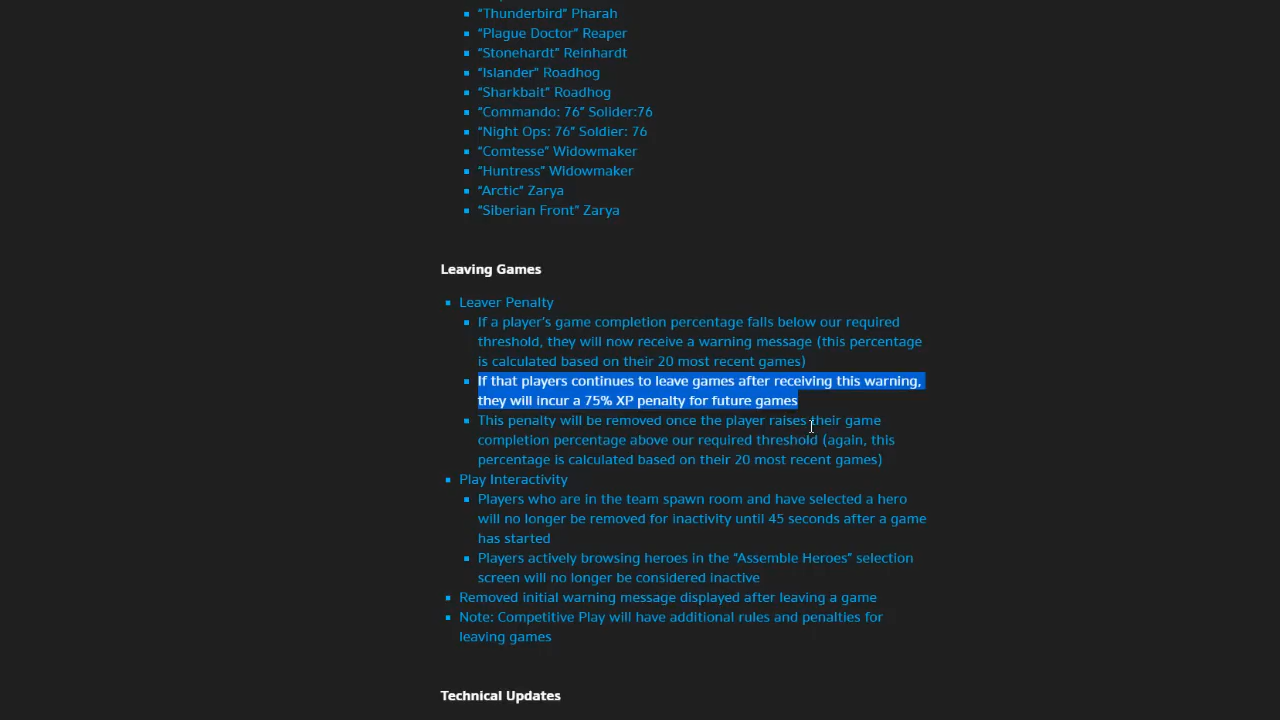 “Thunderbird” Pharah
“Plague Doctor” Reaper
“Stonehardt” Reinhardt
“Islander” Roadhog
“Sharkbait” Roadhog
“Commando: 76” Solider:76
“Night Ops: 76” Soldier: 76
“Comtesse” Widowmaker
“Huntress” Widowmaker
“Arctic” Zarya
“Siberian Front” Zarya
Leaving Games
Leaver Penalty
If a player’s game completion percentage falls below our required
threshold, they will now receive a warning message (this percentage
is calculated based on their 20 most recent games)
If that players continues to leave games after receiving this warning,
they will incur a 75% XP penalty for future games
This penalty will be removed once the player raises their game
completion percentage above our required threshold (again, this
percentage is calculated based on their 20 most recent games)
Play Interactivity
Players who are in the team spawn room and have selected a hero
will no longer be removed for inactivity until 45 seconds after a game
has started
Players actively browsing heroes in the “Assemble Heroes” selection
screen will no longer be considered inactive
Removed initial warning message displayed after leaving a game
Note: Competitive Play will have additional rules and penalties for
leaving games
Technical Updates